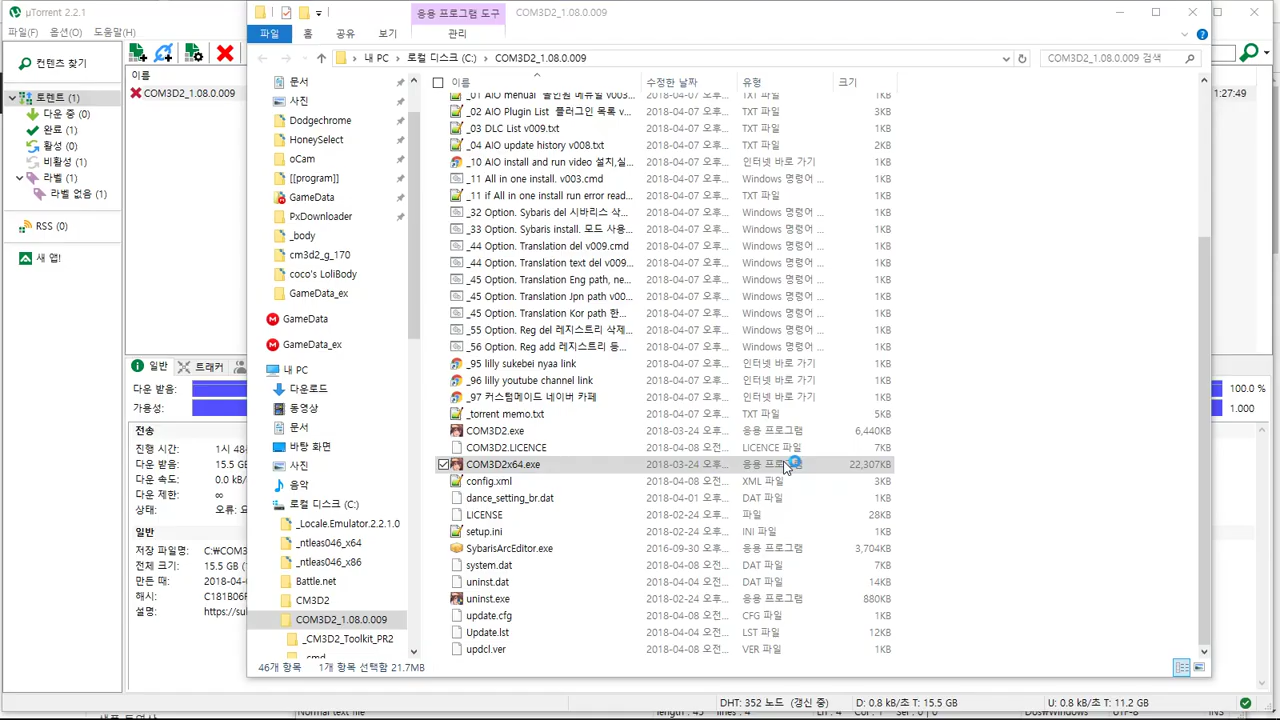 µTorrent 2.2.1
파일(F) 옵션(O) 도움말(H)
컨텐츠 찾기
토렌트 (1)
다운 중 (0)
완료 (1)
활성 (0)
비활성 (1)
라벨 (1)
라벨 없음 (1)
RSS (0)
새 앱!
이름
COM3D2_1.08.0.009
1:27:49
일반
트래커
다운 받음:
가용성:
100.0 %
1.000
전송
진행 시간:
1시 48
다운 받음:
15.5 G
다운 속도:
0.0 kB/
다운 제한:
∞
상태:
오류:
일반
저장 파일명:
C:\COM3
전체 크기:
15.5 GB
만든 때:
2018-04-
해시:
C181B06F
설명:
https://su
응용 프로그램 도구
COM3D2_1.08.0.009
파일
홈
공유
보기
관리
내 PC
로컬 디스크 (C:)
COM3D2_1.08.0.009
COM3D2_1.08.0.009 검색
문서
사진
Dodgechrome
HoneySelect
oCam
[[program]]
GameData
PxDownloader
_body
cm3d2_g_170
coco's LoliBody
GameData_ex
GameData
GameData_ex
내 PC
다운로드
동영상
문서
바탕 화면
사진
음악
로컬 디스크 (C:)
_Locale.Emulator.2.2.1.0
_ntleas046_x64
_ntleas046_x86
Battle.net
CM3D2
COM3D2_1.08.0.009
_CM3D2_Toolkit_PR2
_cmd
이름 수정한 날짜 유형 크기
_01 AIO menual 올인원 메뉴얼 v003... 2018-04-07 오후... TXT 파일 1KB
_02 AIO Plugin List 플러그인 목록 v... 2018-04-07 오후... TXT 파일 3KB
_03 DLC List v009.txt 2018-04-07 오후... TXT 파일 1KB
_04 AIO update history v008.txt 2018-04-07 오후... TXT 파일 2KB
_10 AIO install and run video 설치,실... 2018-04-07 오후... 인터넷 바로 가기 1KB
_11 All in one install. v003.cmd 2018-04-07 오후... Windows 명령어 ... 1KB
_11 if All in one install run error read... 2018-04-07 오후... TXT 파일 1KB
_32 Option. Sybaris del 시바리스 삭... 2018-04-07 오후... Windows 명령어 ... 1KB
_33 Option. Sybaris install. 모드 사용... 2018-04-07 오후... Windows 명령어 ... 1KB
_44 Option. Translation del v009.cmd 2018-04-07 오후... Windows 명령어 ... 1KB
_44 Option. Translation text del v009... 2018-04-07 오후... Windows 명령어 ... 1KB
_45 Option. Translation Eng path, ne... 2018-04-07 오후... Windows 명령어 ... 1KB
_45 Option. Translation Jpn path v00... 2018-04-07 오후... Windows 명령어 ... 1KB
_45 Option. Translation Kor path 한... 2018-04-07 오후... Windows 명령어 ... 1KB
_55 Option. Reg del 레지스트리 삭제... 2018-04-07 오후... Windows 명령어 ... 1KB
_56 Option. Reg add 레지스트리 등... 2018-04-07 오후... Windows 명령어 ... 1KB
_95 lilly sukebei nyaa link 2018-04-07 오후... 인터넷 바로 가기 1KB
_96 lilly youtube channel link 2018-04-07 오후... 인터넷 바로 가기 1KB
_97 커스텀메이드 네이버 카페 2018-04-07 오후... 인터넷 바로 가기 1KB
_torrent memo.txt 2018-04-07 오후... TXT 파일 5KB
COM3D2.exe 2018-03-24 오후... 응용 프로그램 6,440KB
COM3D2.LICENCE 2018-04-08 오전... LICENCE 파일 7KB
COM3D2x64.exe 2018-03-24 오후... 응용 프로 22,307KB
config.xml 2018-04-08 오전... XML 파일 3KB
dance_setting_br.dat 2018-04-01 오후... DAT 파일 1KB
LICENSE 2018-02-24 오후... 파일 28KB
setup.ini 2018-02-24 오후... INI 파일 1KB
SybarisArcEditor.exe 2016-09-30 오전... 응용 프로그램 3,704KB
system.dat 2018-04-08 오전... DAT 파일 7KB
uninst.dat 2018-04-08 오전... DAT 파일 14KB
uninst.exe 2018-02-24 오후... 응용 프로그램 880KB
update.cfg 2018-04-08 오전... CFG 파일 1KB
Update.lst 2018-04-08 오전... LST 파일 12KB
updcl.ver 2018-04-08 오전... VER 파일 1KB
46개 항목 1개 항목 선택함 21.7MB
DHT: 352 노드 (갱신 중) D: 0.8 kB/초 T: 15.5 GB U: 0.8 kB/초 T: 11.2 GB